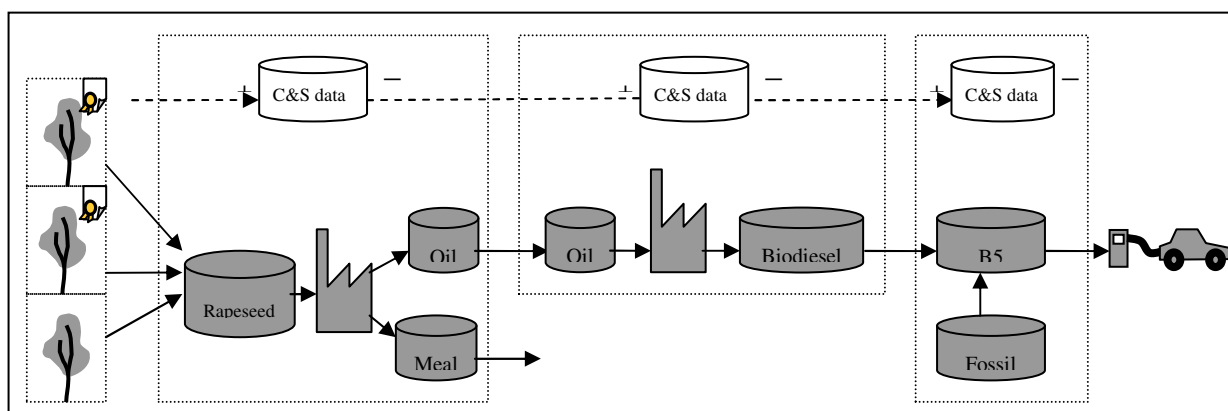 + C&S data −
+ C&S data −
+ C&S data −
Rapeseed
Oil
Meal
Oil
Biodiesel
B5
Fossil